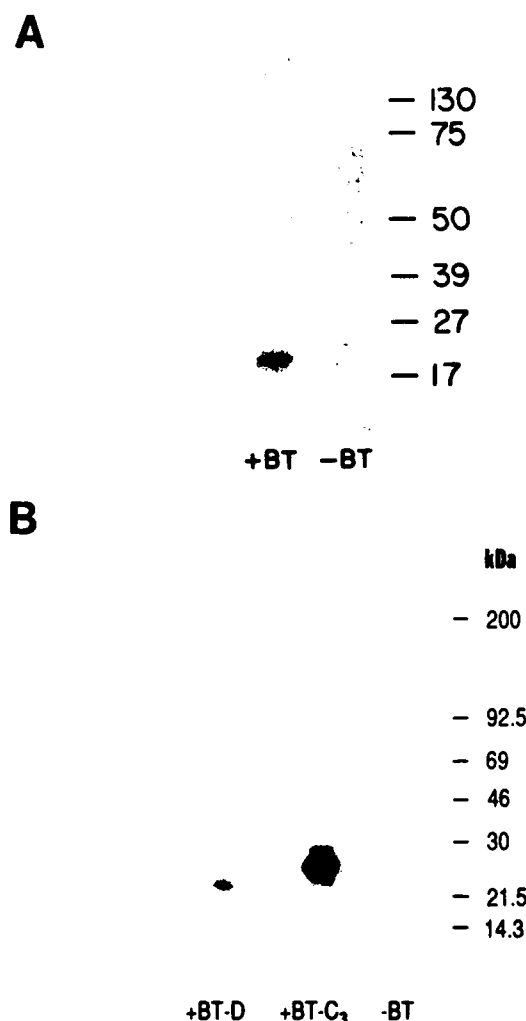 A
— 130
— 75
— 50
— 39
— 27
— 17
+BT −BT
B
kDa
— 200
— 92.5
— 69
— 46
— 30
— 21.5
— 14.3
+BT-D +BT-C₃ -BT